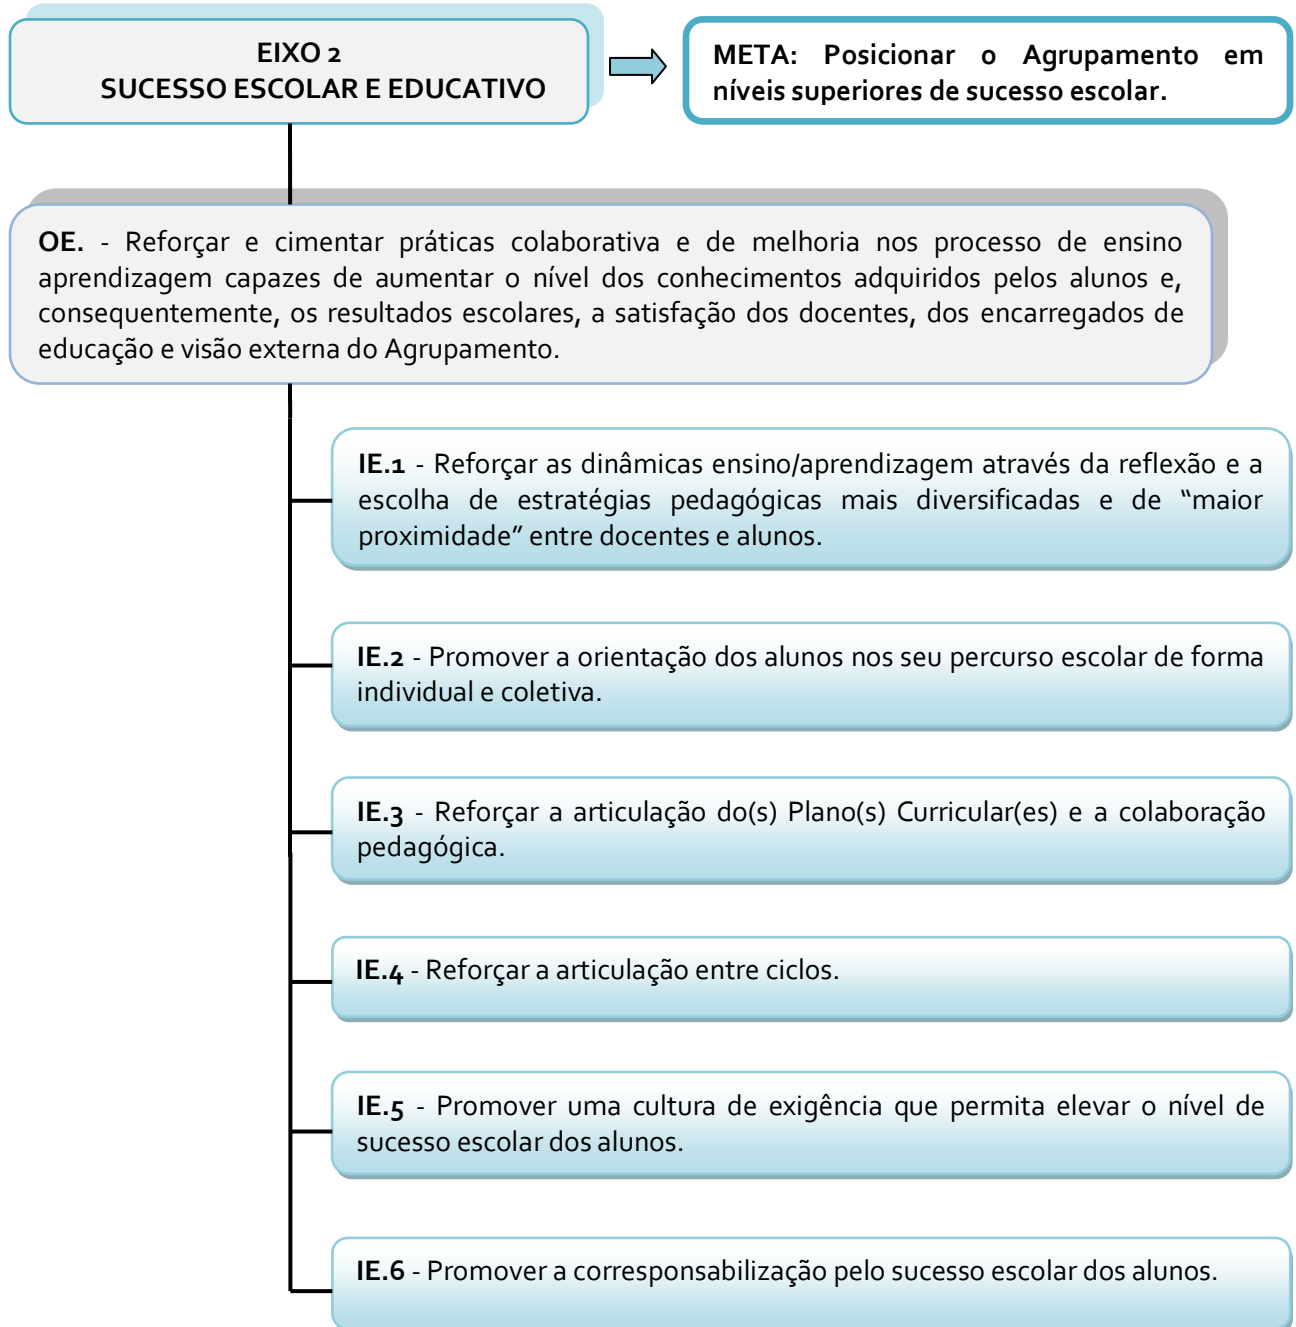 EIXO 2
SUCESSO ESCOLAR E EDUCATIVO
META: Posicionar o Agrupamento em
níveis superiores de sucesso escolar.
OE. - Reforçar e cimentar práticas colaborativa e de melhoria nos processo de ensino
aprendizagem capazes de aumentar o nível dos conhecimentos adquiridos pelos alunos e,
consequentemente, os resultados escolares, a satisfação dos docentes, dos encarregados de
educação e visão externa do Agrupamento.
IE.1 - Reforçar as dinâmicas ensino/aprendizagem através da reflexão e a
escolha de estratégias pedagógicas mais diversificadas e de “maior
proximidade” entre docentes e alunos.
IE.2 - Promover a orientação dos alunos nos seu percurso escolar de forma
individual e coletiva.
IE.3 - Reforçar a articulação do(s) Plano(s) Curricular(es) e a colaboração
pedagógica.
IE.4 - Reforçar a articulação entre ciclos.
IE.5 - Promover uma cultura de exigência que permita elevar o nível de
sucesso escolar dos alunos.
IE.6 - Promover a corresponsabilização pelo sucesso escolar dos alunos.